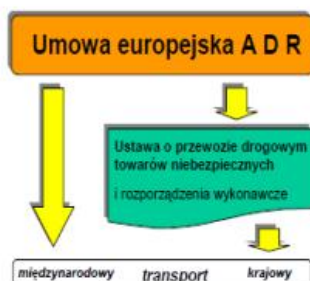 Umowa europejska A D R
Ustawa o przewozie drogowym
towarów niebezpiecznych
i rozporządzenia wykonawcze
międzynarodowy transport krajowy